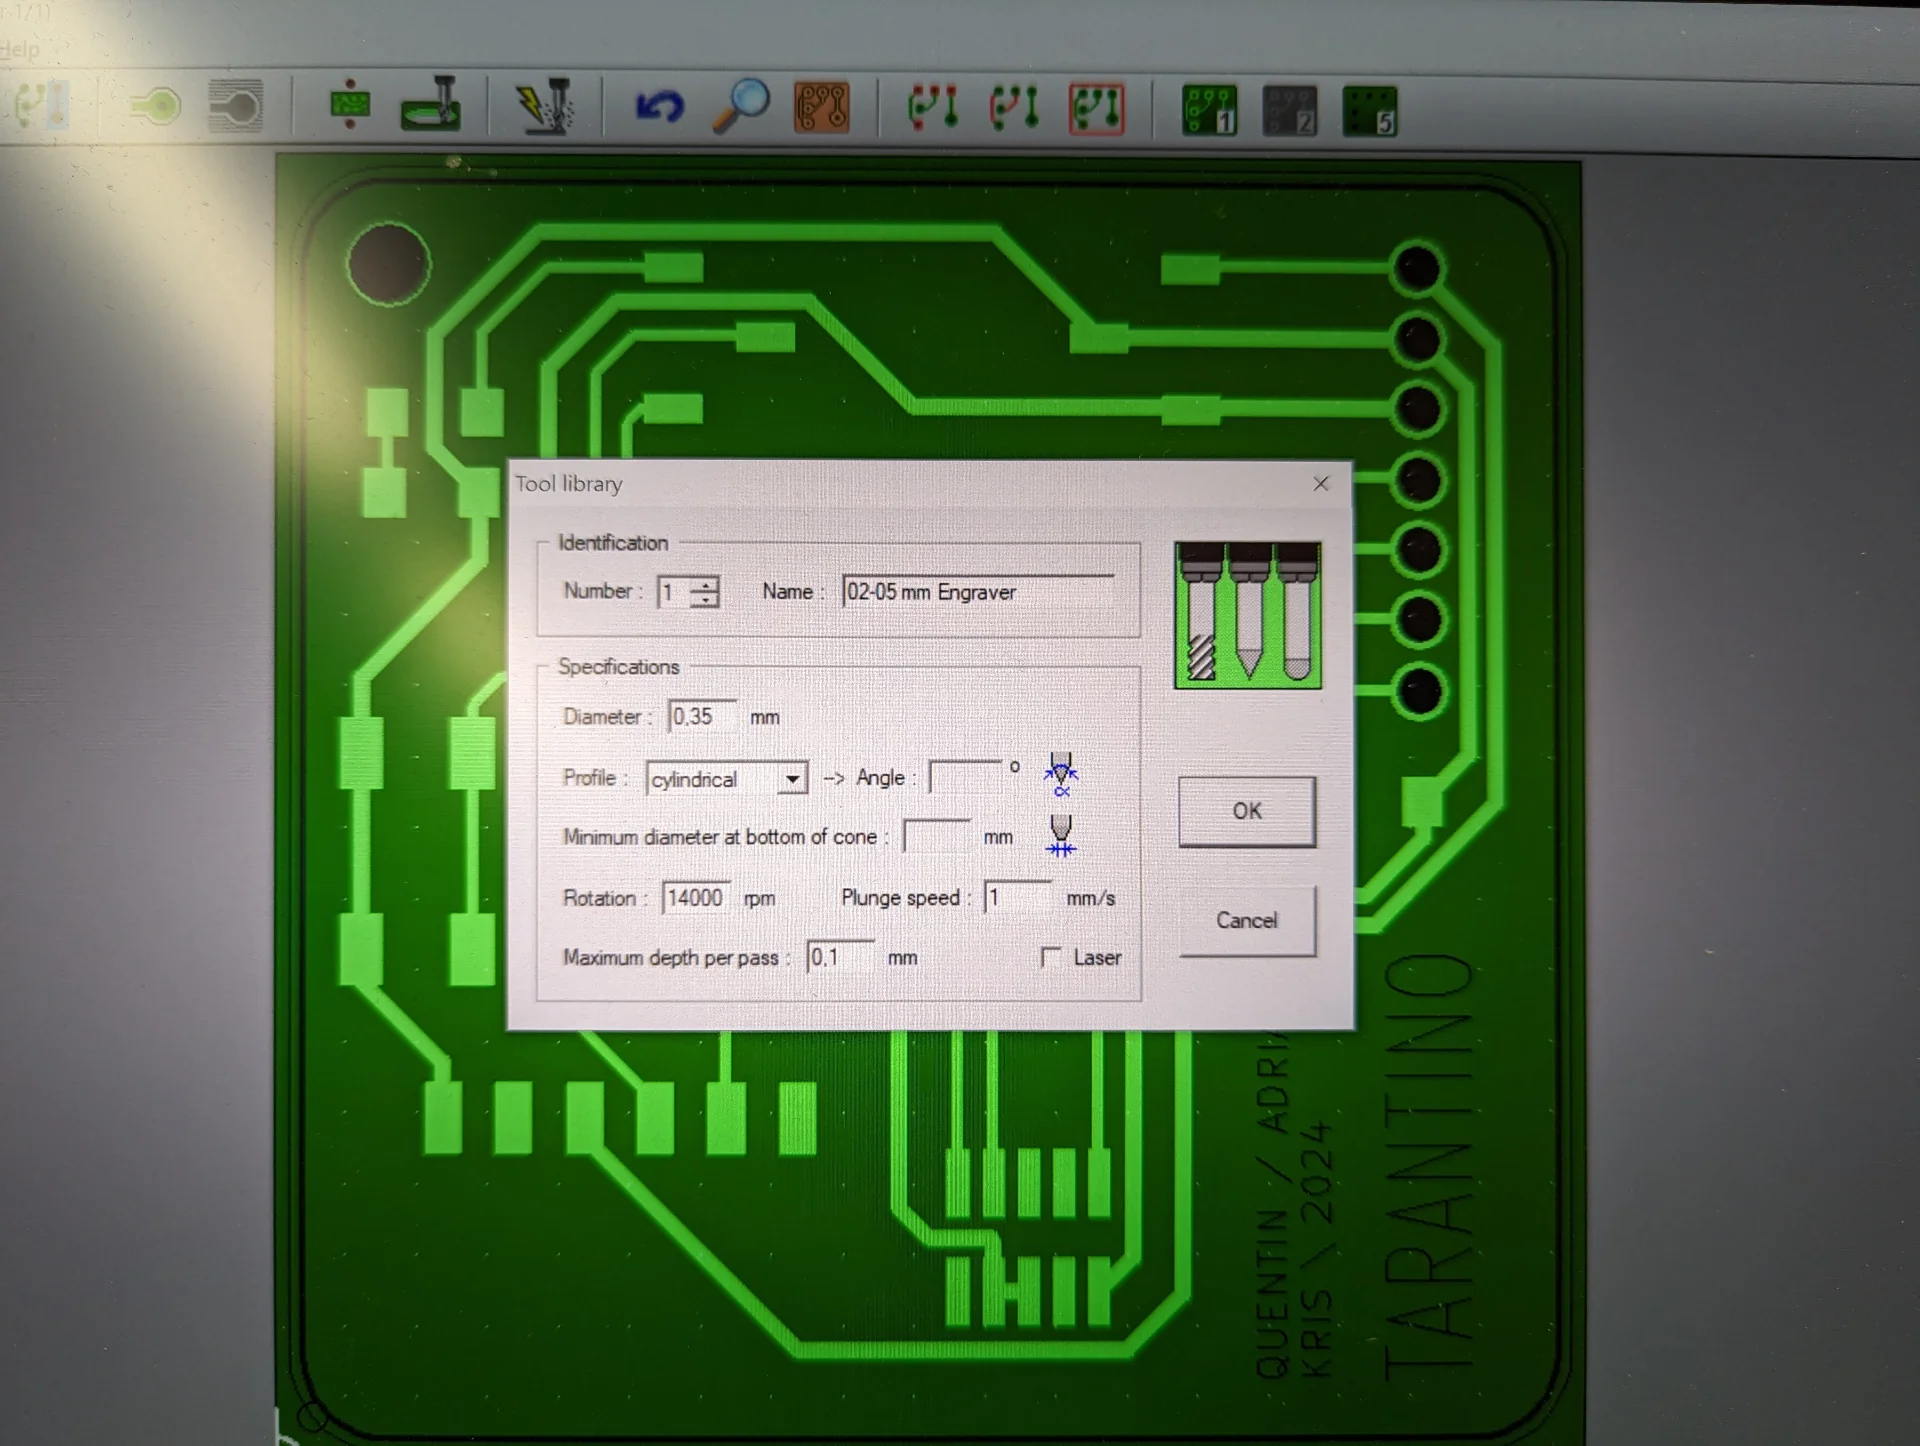 r 1/1)
Help
1
2
5
Tool library
Identification
Number : 1 Name : 02-05 mm Engraver
Specifications
Diameter : 0,35 mm
Profile : cylindrical --> Angle : °
α
Minimum diameter at bottom of cone : mm
Rotation : 14000 rpm Plunge speed : 1 mm/s
Maximum depth per pass : 0,1 mm Laser
OK
Cancel
QUENTIN / ADRI
KRIS \ 2024
TARANTINO